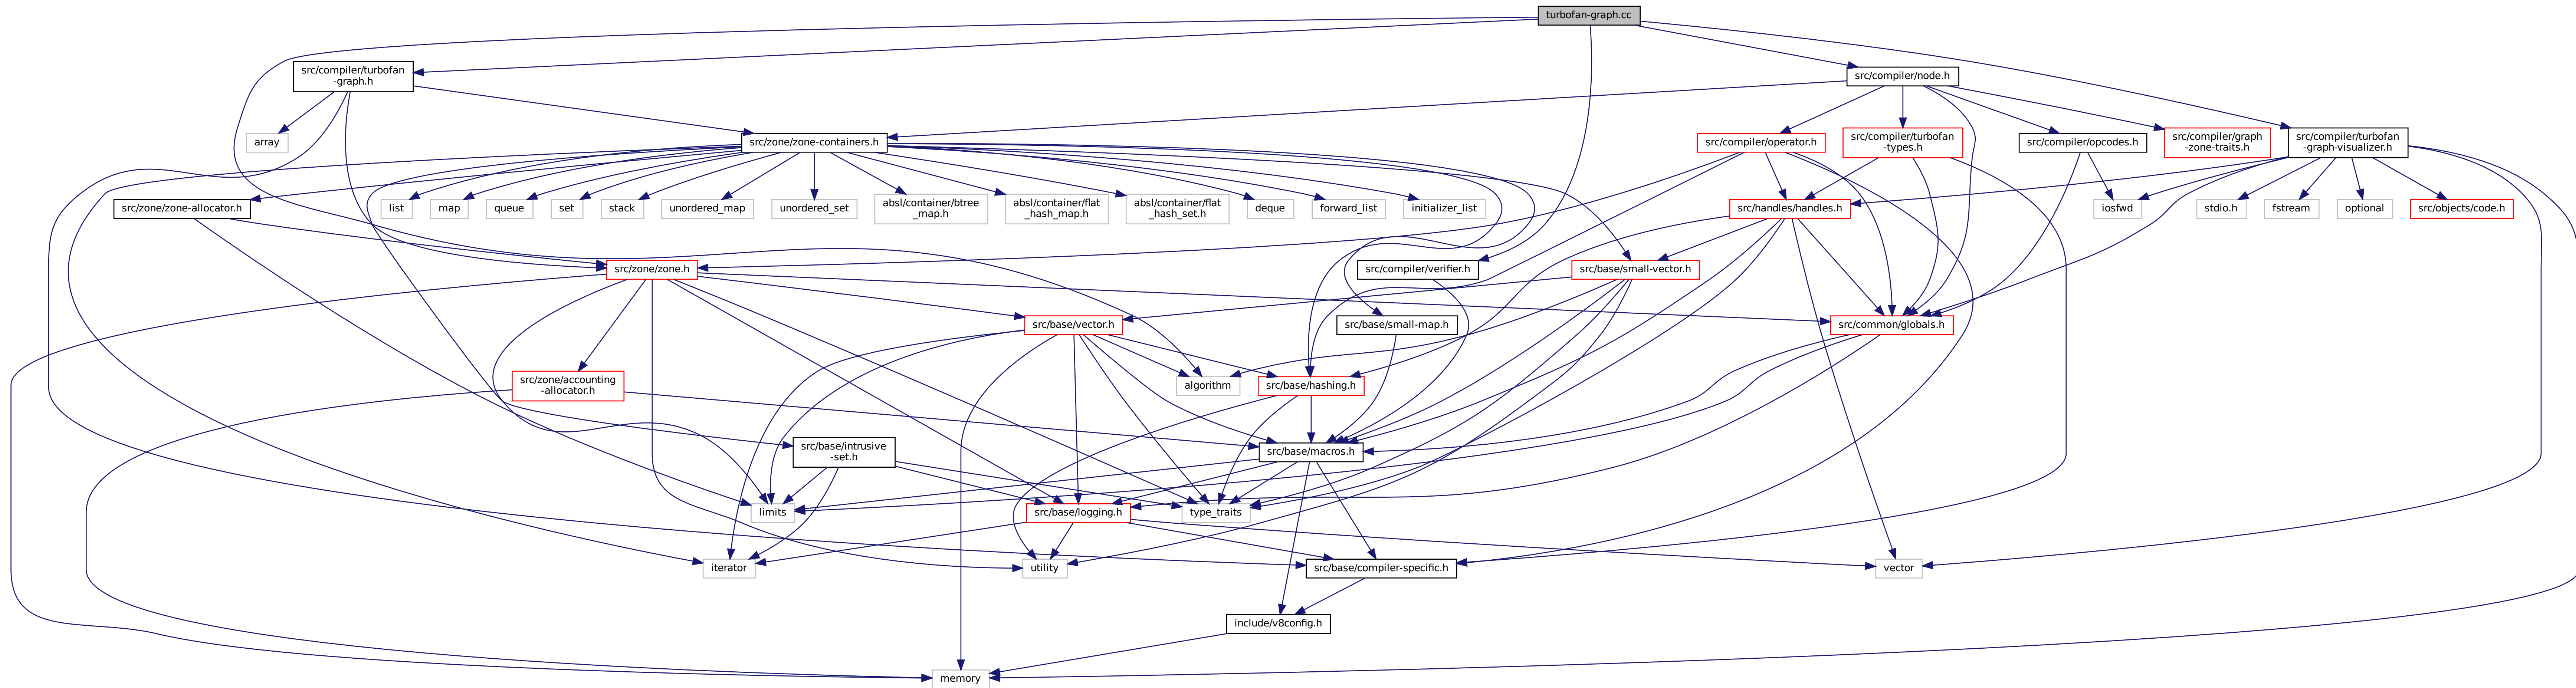 turbofan-graph.cc
src/compiler/turbofan
-graph.h
src/compiler/node.h
array
src/zone/zone-containers.h
src/compiler/operator.h
src/compiler/turbofan
-types.h
src/compiler/opcodes.h
src/compiler/graph
-zone-traits.h
src/compiler/turbofan
-graph-visualizer.h
src/zone/zone-allocator.h
list
map
queue
set
stack
unordered_map
unordered_set
absl/container/btree
_map.h
absl/container/flat
_hash_map.h
absl/container/flat
_hash_set.h
deque
forward_list
initializer_list
src/handles/handles.h
iosfwd
stdio.h
fstream
optional
src/objects/code.h
src/zone/zone.h
src/compiler/verifier.h
src/base/small-vector.h
src/base/vector.h
src/base/small-map.h
src/common/globals.h
src/zone/accounting
-allocator.h
algorithm
src/base/hashing.h
src/base/intrusive
-set.h
src/base/macros.h
limits
src/base/logging.h
type_traits
iterator
utility
src/base/compiler-specific.h
vector
include/v8config.h
memory